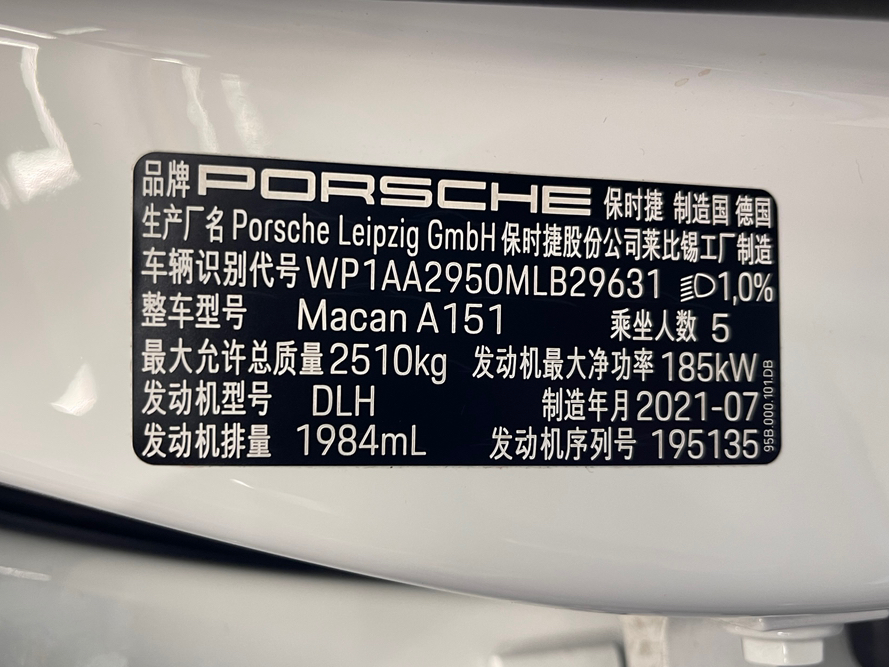 品牌 PORSCHE 保时捷 制造国 德国
生产厂名 Porsche Leipzig GmbH 保时捷股份公司莱比锡工厂制造
车辆识别代号 WP1AA2950MLB29631 1,0%
整车型号 Macan A151 乘坐人数 5
最大允许总质量 2510kg 发动机最大净功率 185kW
发动机型号 DLH 制造年月 2021-07
发动机排量 1984mL 发动机序列号 195135
95B.000.101.DB